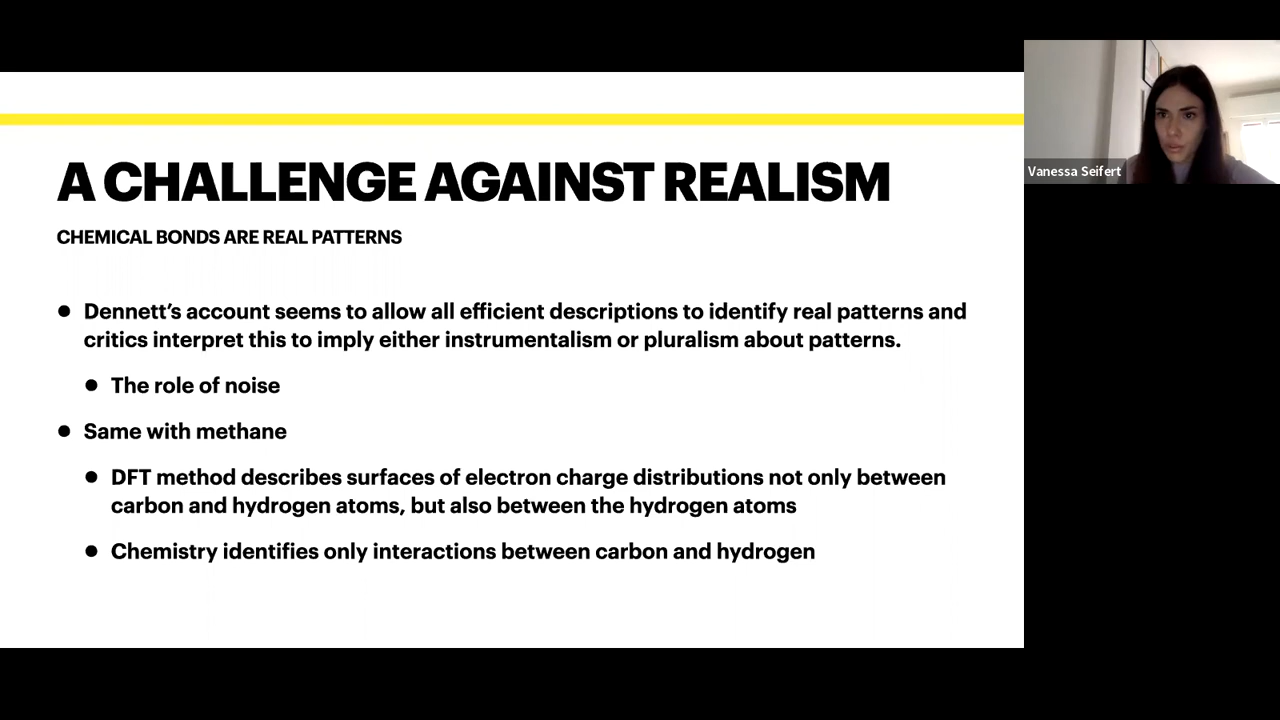 A CHALLENGE AGAINST REALISM
CHEMICAL BONDS ARE REAL PATTERNS
● Dennett’s account seems to allow all efficient descriptions to identify real patterns and
critics interpret this to imply either instrumentalism or pluralism about patterns.
● The role of noise
● Same with methane
● DFT method describes surfaces of electron charge distributions not only between
carbon and hydrogen atoms, but also between the hydrogen atoms
● Chemistry identifies only interactions between carbon and hydrogen
Vanessa Seifert